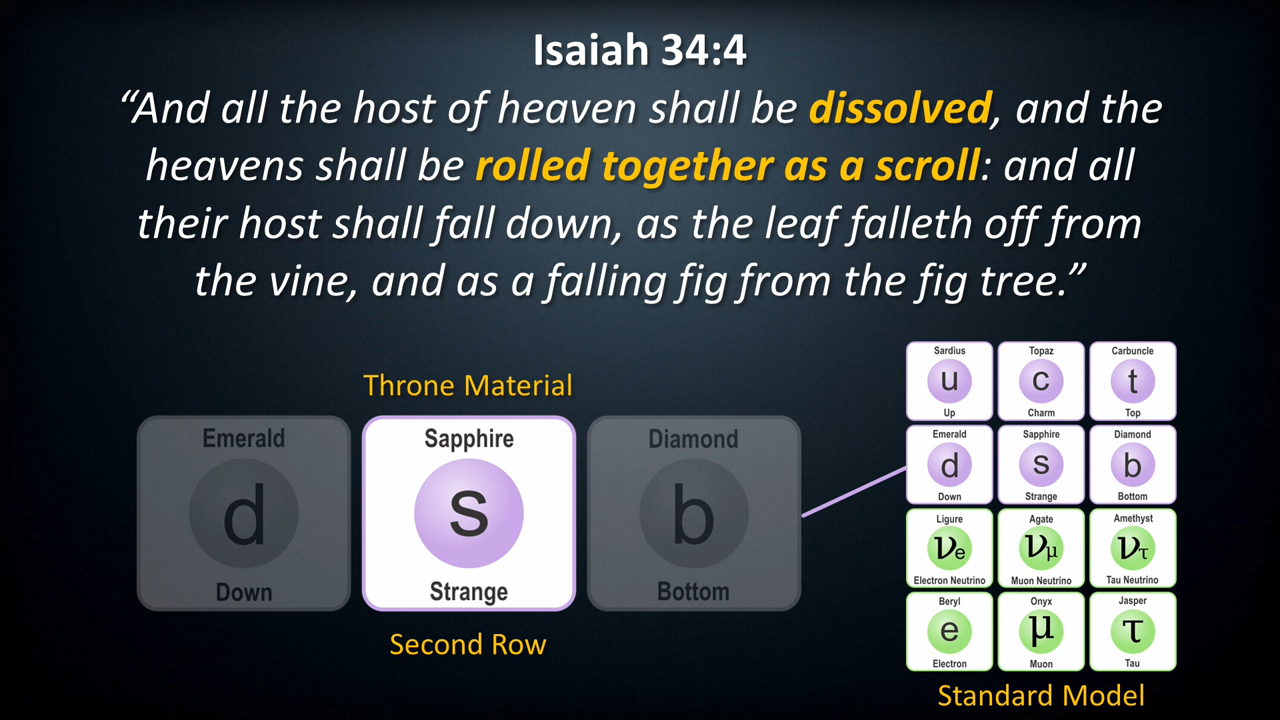 Isaiah 34:4
“And all the host of heaven shall be dissolved, and the
heavens shall be rolled together as a scroll: and all
their host shall fall down, as the leaf falleth off from
the vine, and as a falling fig from the fig tree.”
Throne Material
Emerald
d
Down
Sapphire
s
Strange
Diamond
b
Bottom
Second Row
Sardius
u
Up
Topaz
c
Charm
Carbuncle
t
Top
Emerald
d
Down
Sapphire
s
Strange
Diamond
b
Bottom
Ligure
νe
Electron Neutrino
Agate
νμ
Muon Neutrino
Amethyst
ντ
Tau Neutrino
Beryl
e
Electron
Onyx
μ
Muon
Jasper
τ
Tau
Standard Model